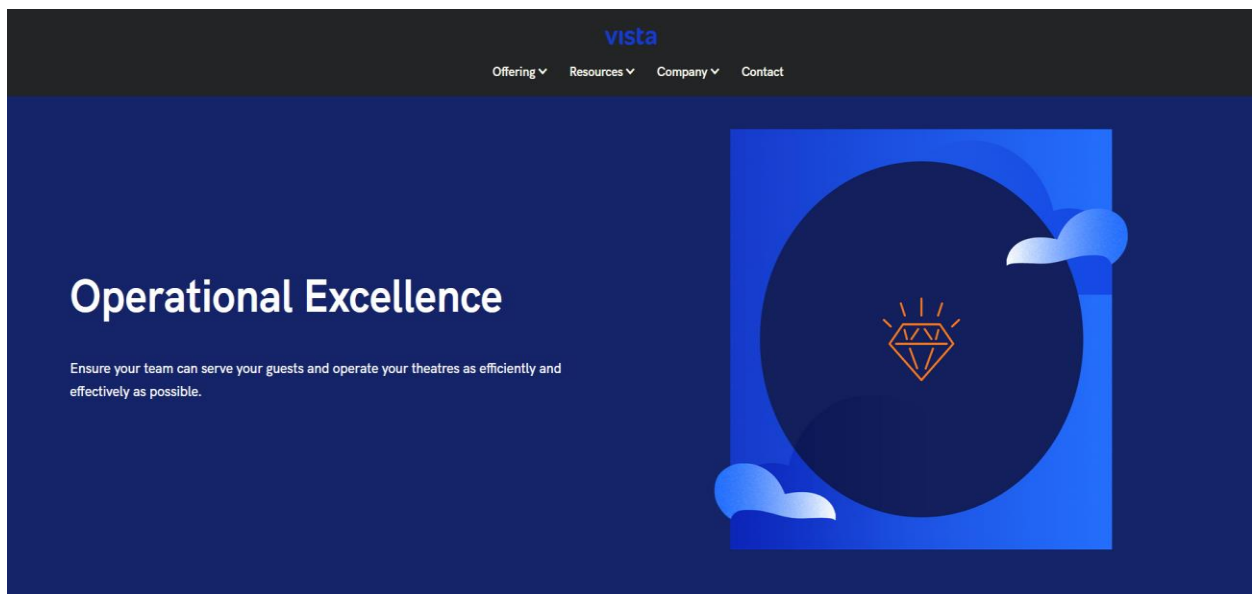 vista
Offering Resources Company Contact
Operational Excellence
Ensure your team can serve your guests and operate your theatres as efficiently and
effectively as possible.